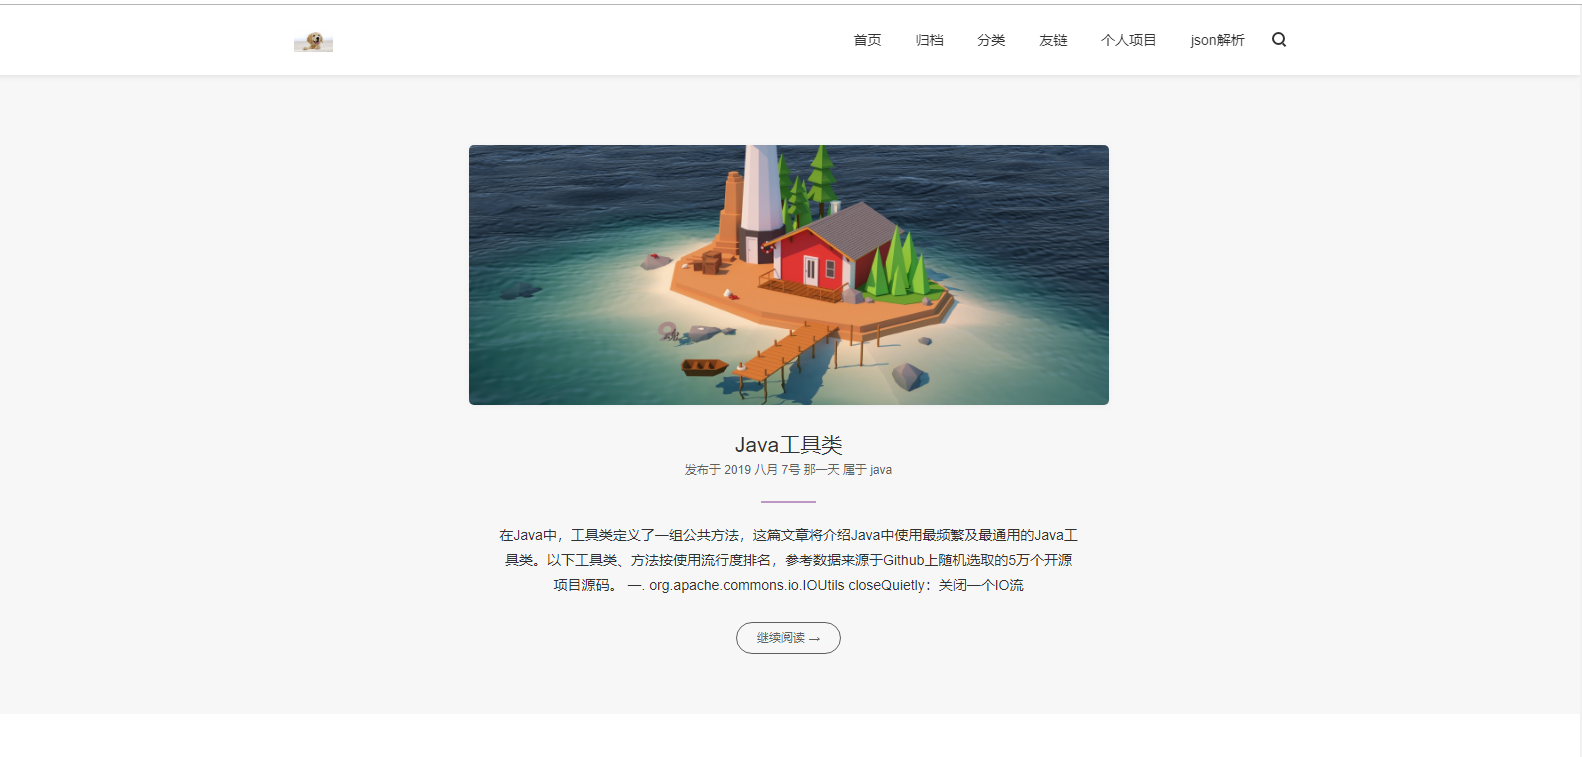 首页 归档 分类 友链 个人项目 json解析
Java工具类
发布于 2019 八月 7号 那一天 属于 java
在Java中，工具类定义了一组公共方法，这篇文章将介绍Java中使用最频繁及最通用的Java工
具类。以下工具类、方法按使用流行度排名，参考数据来源于Github上随机选取的5万个开源
项目源码。 一. org.apache.commons.io.IOUtils closeQuietly：关闭一个IO流
继续阅读 →